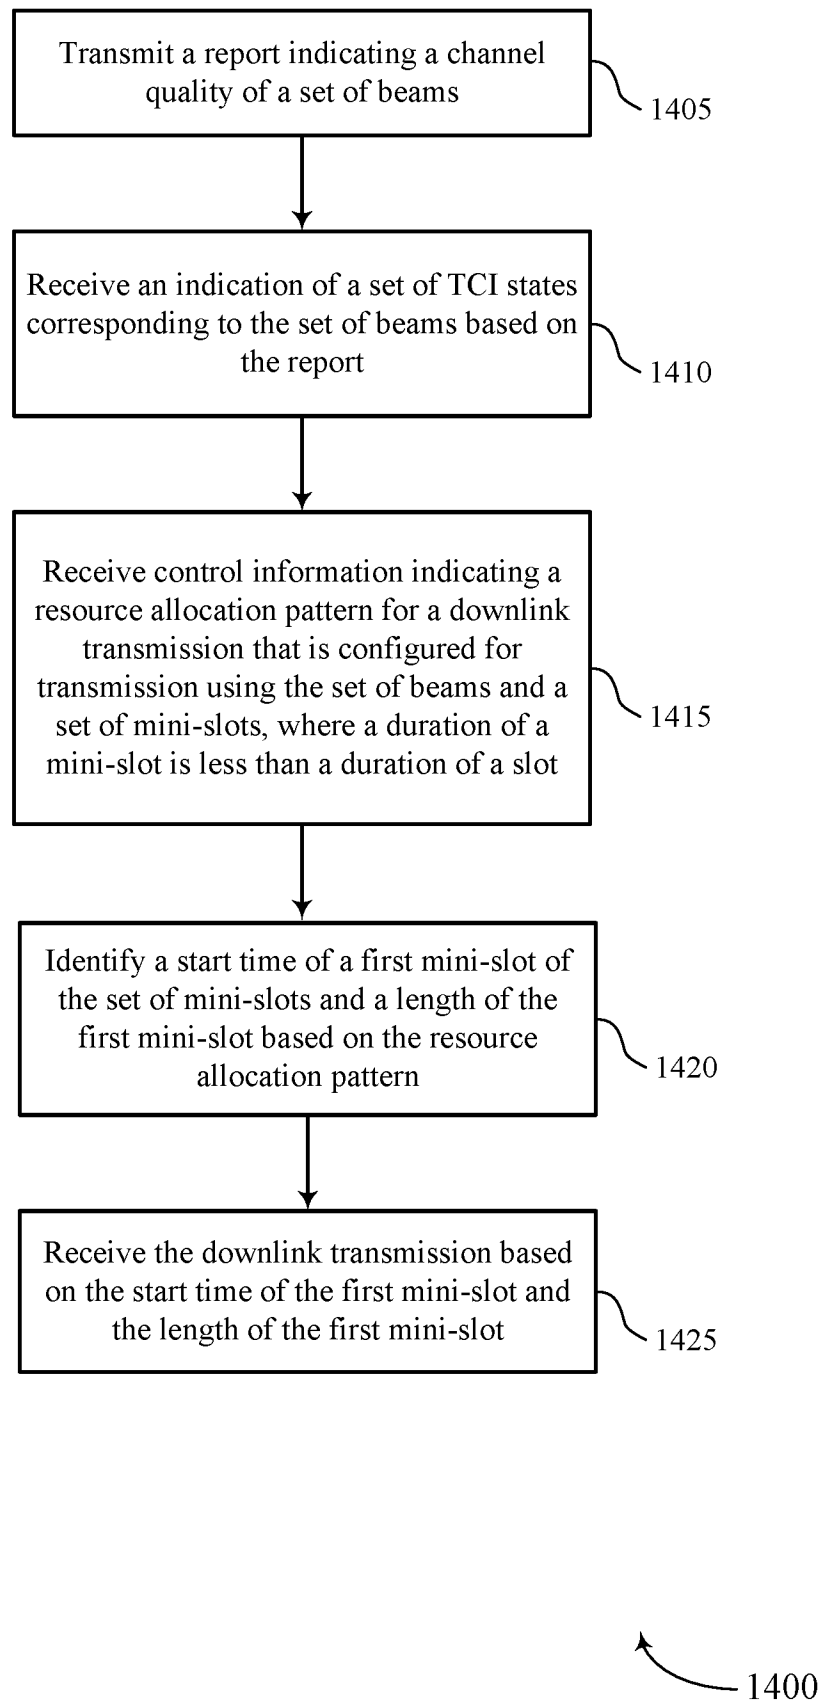 Transmit a report indicating a channel
quality of a set of beams
1405
Receive an indication of a set of TCI states
corresponding to the set of beams based on
the report
1410
Receive control information indicating a
resource allocation pattern for a downlink
transmission that is configured for
transmission using the set of beams and a
set of mini-slots, where a duration of a
mini-slot is less than a duration of a slot
1415
Identify a start time of a first mini-slot of
the set of mini-slots and a length of the
first mini-slot based on the resource
allocation pattern
1420
Receive the downlink transmission based
on the start time of the first mini-slot and
the length of the first mini-slot
1425
1400